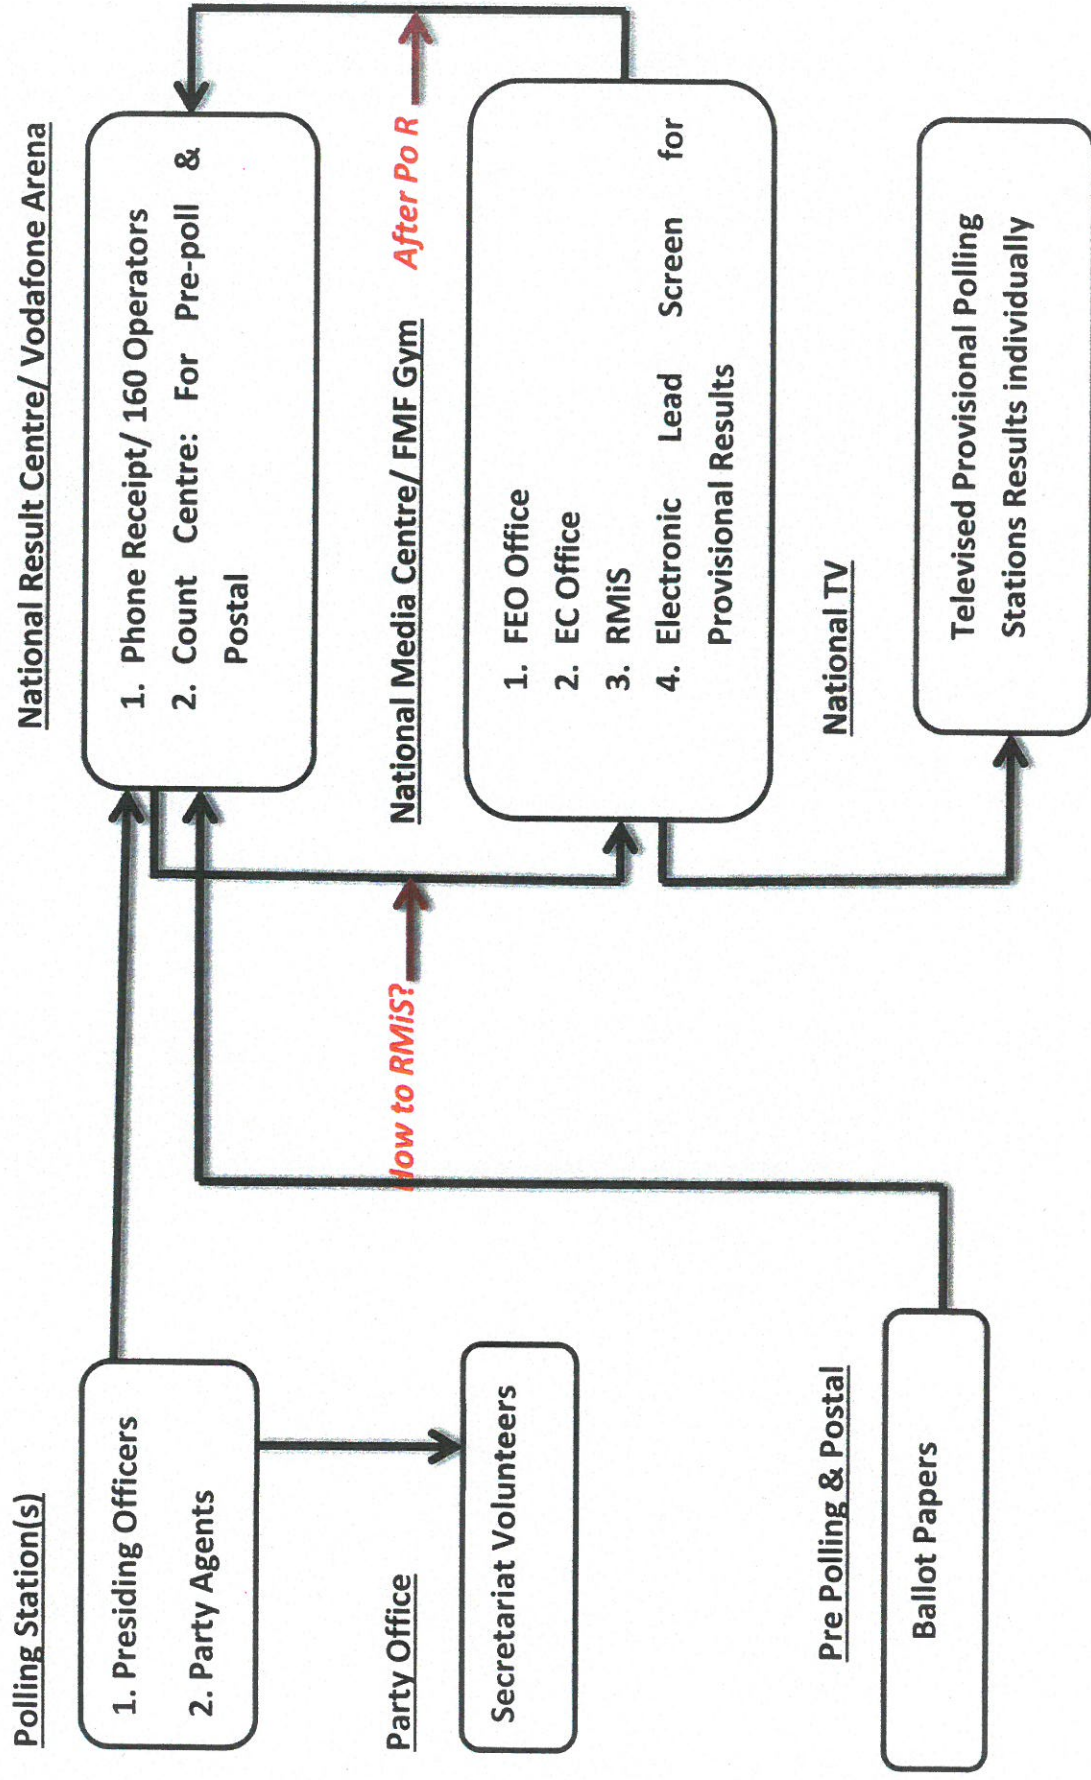 Polling Station(s)
1. Presiding Officers
2. Party Agents
Party Office
Secretariat Volunteers
Pre Polling & Postal
Ballot Papers
How to RMiS?
National Result Centre/ Vodafone Arena
1. Phone Receipt/ 160 Operators
2. Count Centre: For Pre-poll &
Postal
After Po R
National Media Centre/ FMF Gym
1. FEO Office
2. EC Office
3. RMiS
4. Electronic Lead Screen for
Provisional Results
National TV
Televised Provisional Polling
Stations Results individually